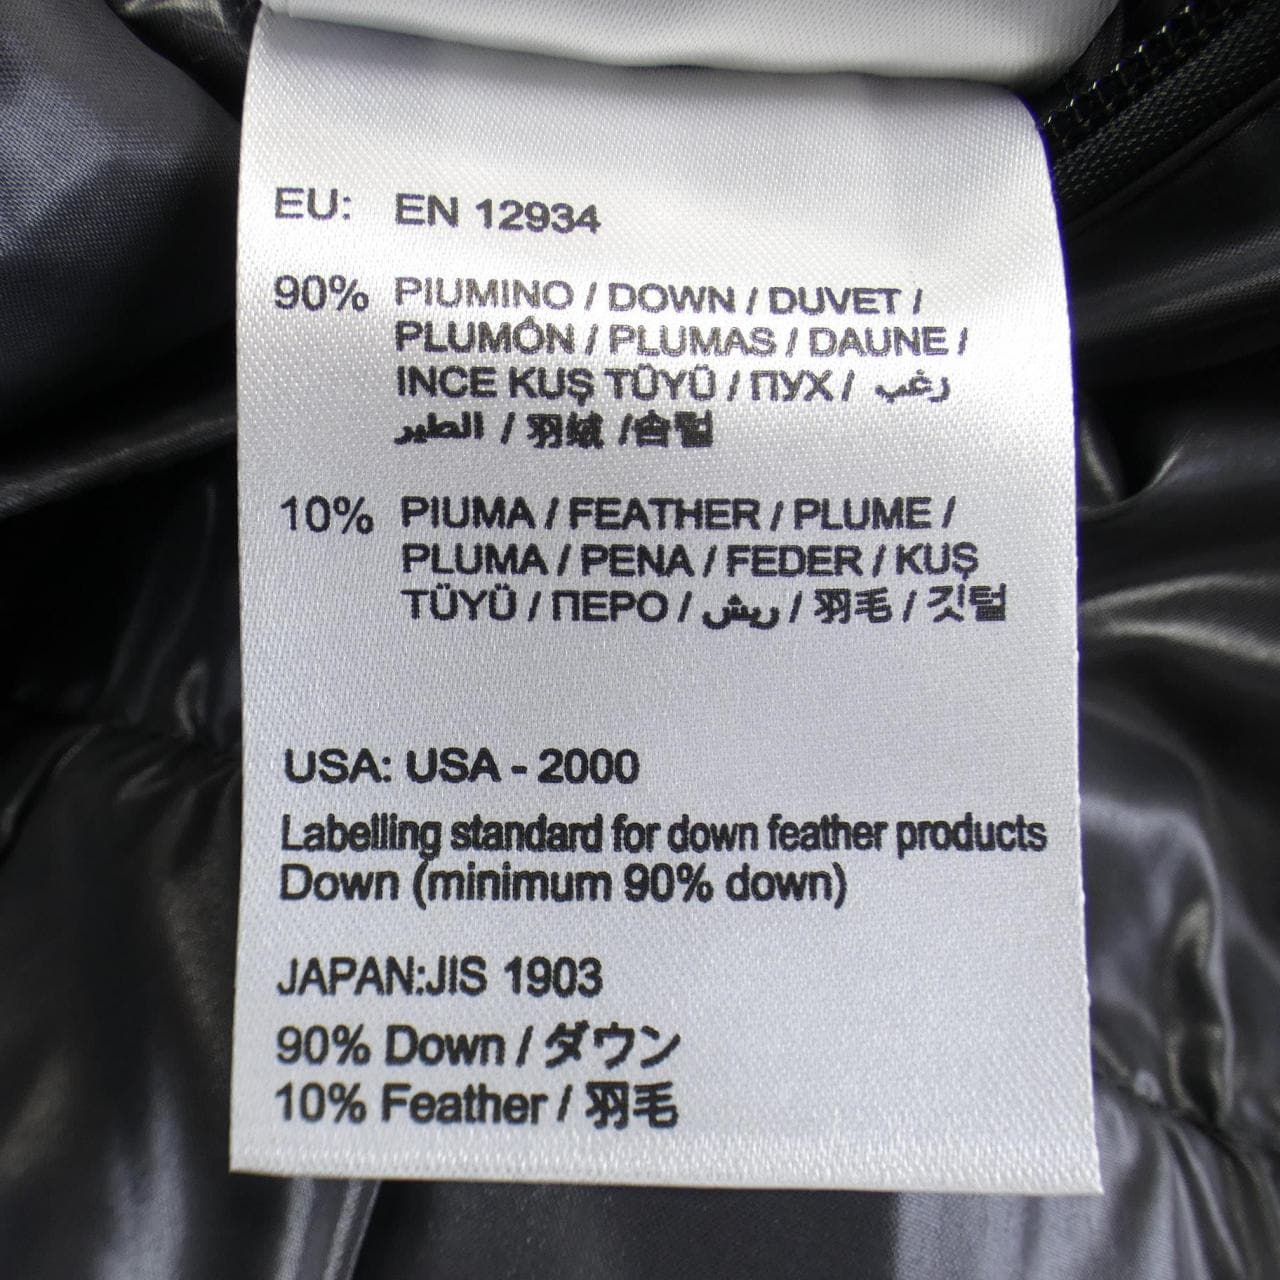 EU: EN 12934
90% PIUMINO / DOWN / DUVET /
PLUMÓN / PLUMAS / DAUNE /
INCE KUŞ TÜYÜ / ПУХ / رغب
الطير / 羽绒 / 솜털
10% PIUMA / FEATHER / PLUME /
PLUMA / PENA / FEDER / KUŞ
TÜYÜ / ПЕРО / ريش / 羽毛 / 깃털
USA: USA - 2000
Labelling standard for down feather products
Down (minimum 90% down)
JAPAN:JIS 1903
90% Down / ダウン
10% Feather / 羽毛